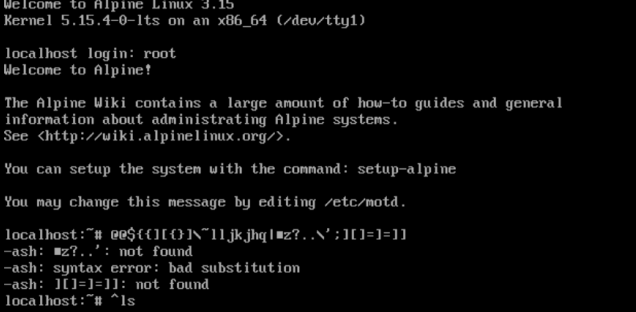 Welcome to Alpine Linux 3.15
Kernel 5.15.4-0-lts on an x86_64 (/dev/tty1)
localhost login: root
Welcome to Alpine!
The Alpine Wiki contains a large amount of how-to guides and general
information about administrating Alpine systems.
See <http://wiki.alpinelinux.org/>.
You can setup the system with the command: setup-alpine
You may change this message by editing /etc/motd.
localhost:~# @@${{][{}]\~lljkjhq|■z?..\';][]=]=]]
-ash: ■z?..': not found
-ash: syntax error: bad substitution
-ash: ][]=]=]]: not found
localhost:~# ^ls